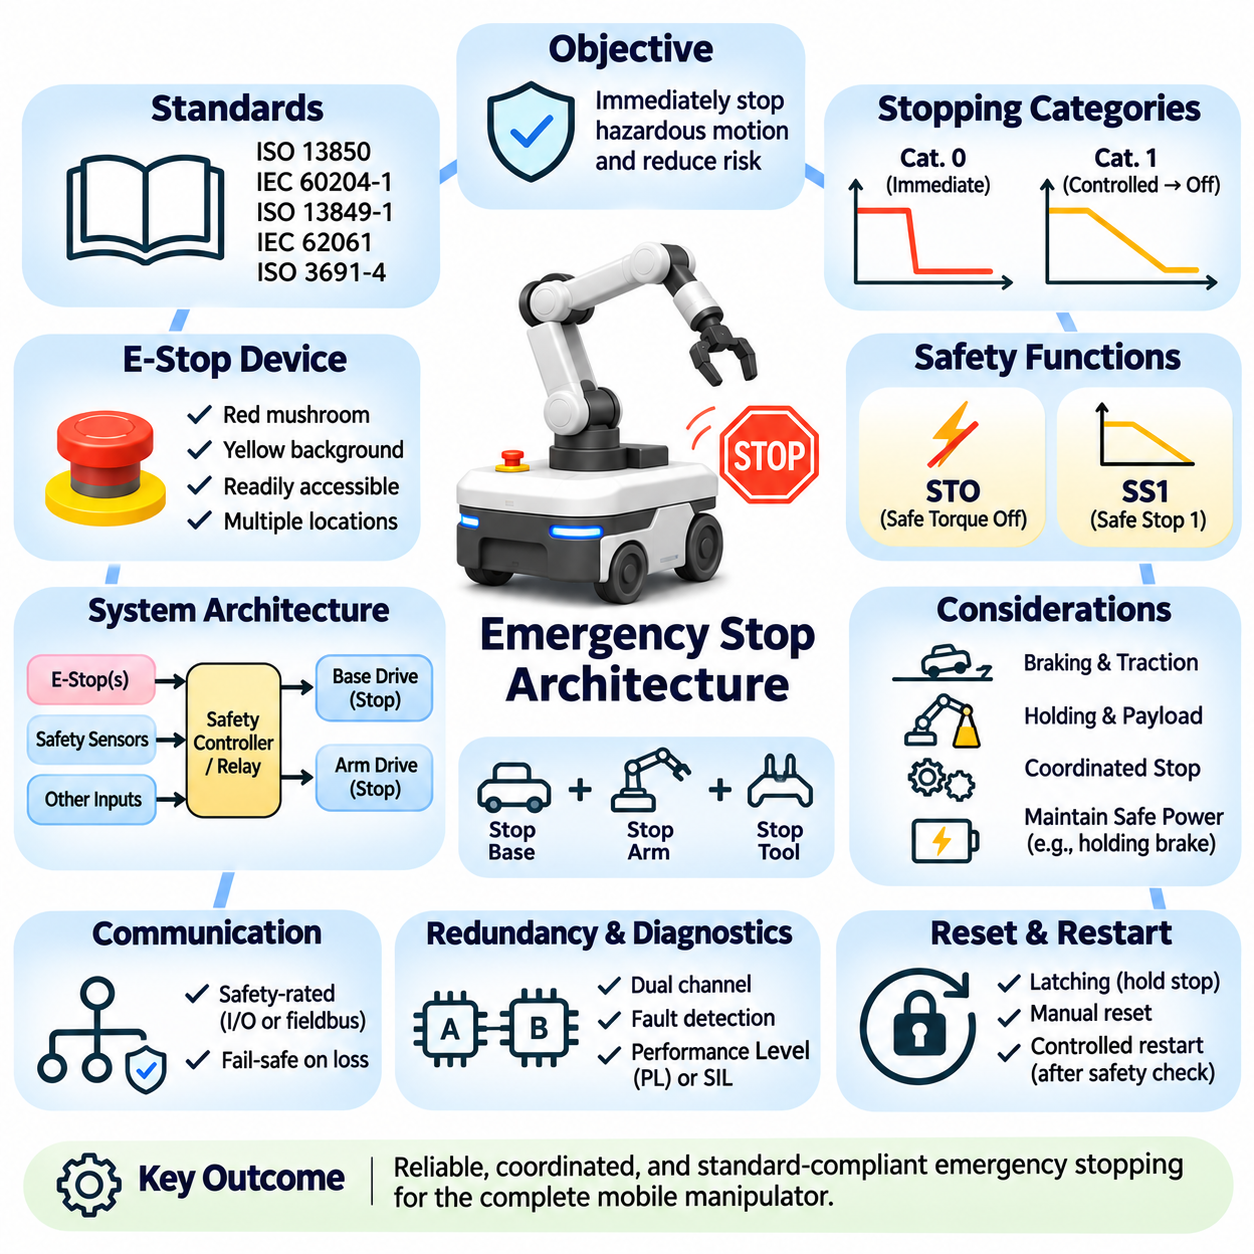 Objective
Immediately stop
hazardous motion
and reduce risk
Standards
ISO 13850
IEC 60204-1
ISO 13849-1
IEC 62061
ISO 3691-4
Stopping Categories
Cat. 0
(Immediate)
Cat. 1
(Controlled → Off)
E-Stop Device
Red mushroom
Yellow background
Readily accessible
Multiple locations
STOP
Safety Functions
STO
(Safe Torque Off)
SS1
(Safe Stop 1)
System Architecture
E-Stop(s)
Safety Sensors
Other Inputs
Safety
Controller
/ Relay
Base Drive
(Stop)
Arm Drive
(Stop)
Emergency Stop
Architecture
Stop
Base
+
Stop
Arm
+
Stop
Tool
Considerations
Braking & Traction
Holding & Payload
Coordinated Stop
Maintain Safe Power
(e.g., holding brake)
Communication
Safety-rated
(I/O or fieldbus)
Fail-safe on loss
Redundancy & Diagnostics
A
B
Dual channel
Fault detection
Performance Level
(PL) or SIL
Reset & Restart
Latching (hold stop)
Manual reset
Controlled restart
(after safety check)
Key Outcome
Reliable, coordinated, and standard-compliant emergency stopping
for the complete mobile manipulator.